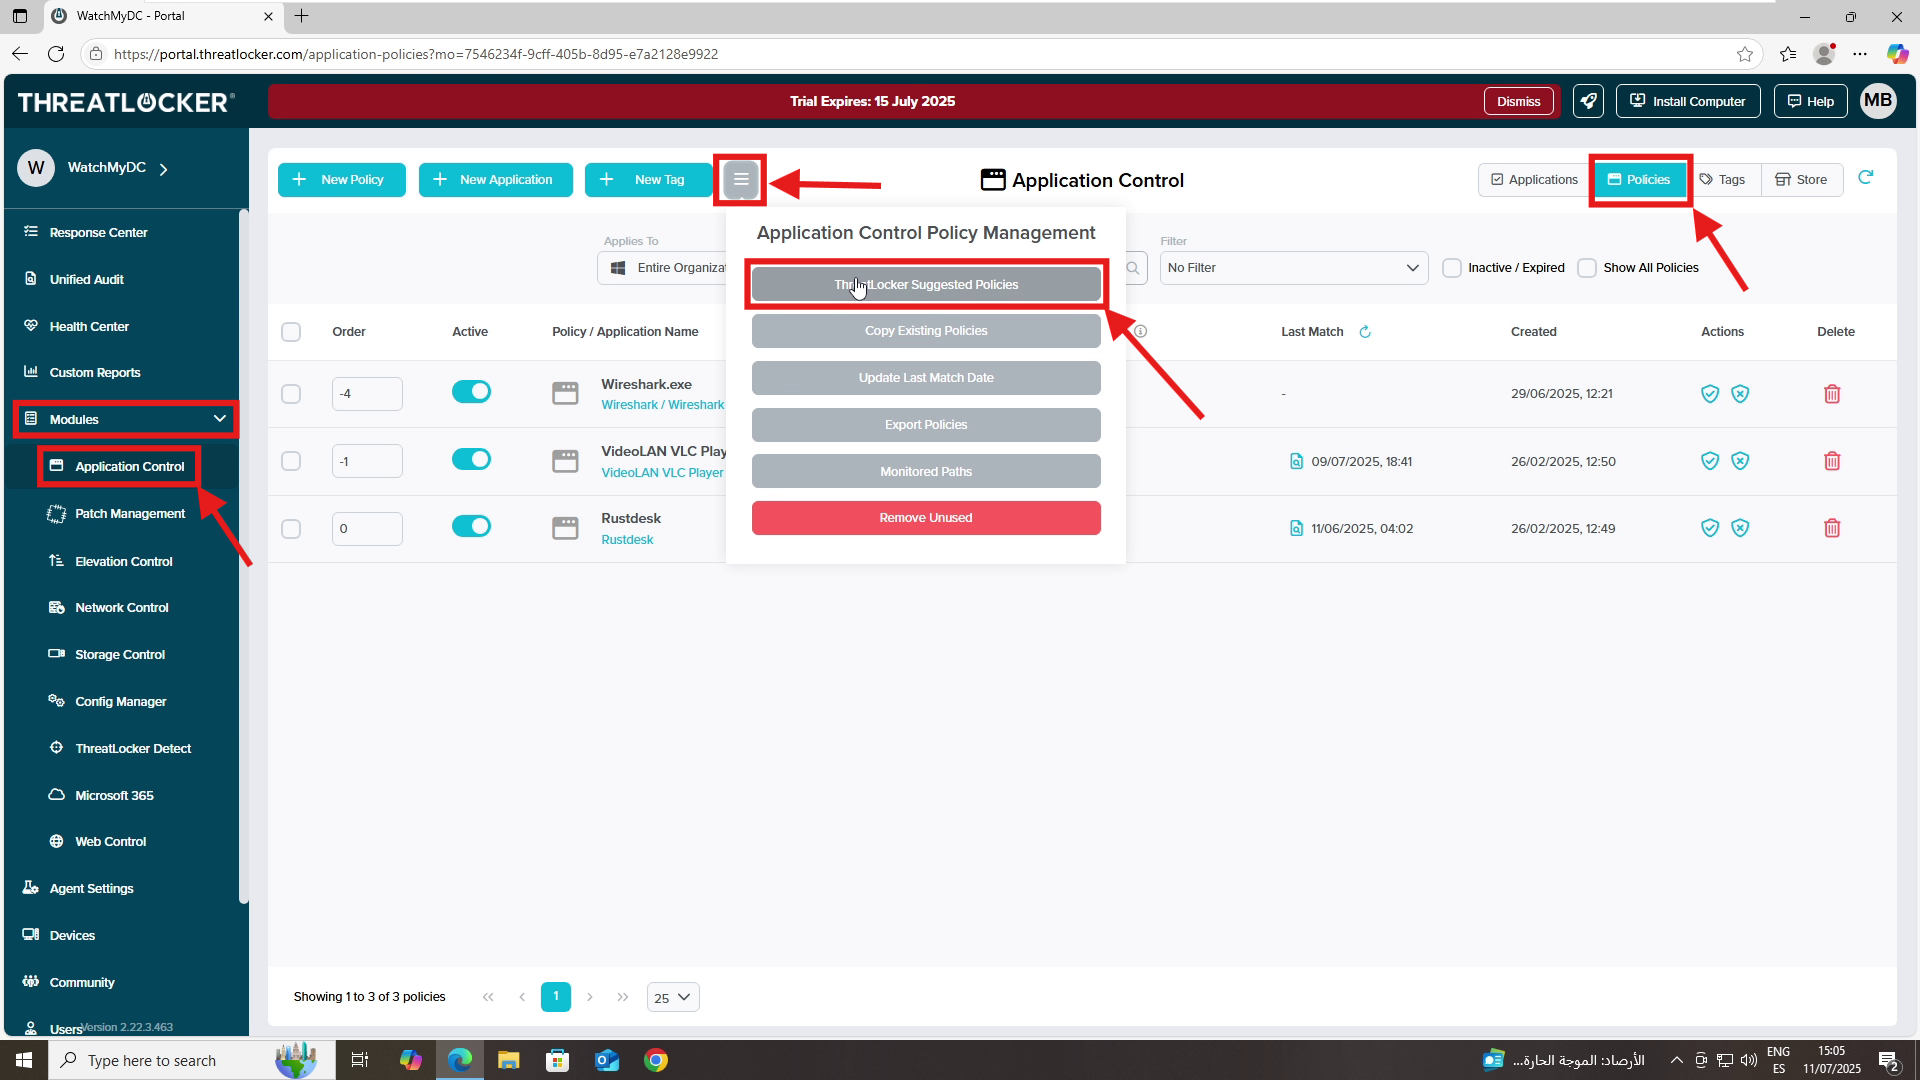 WatchMyDC - Portal
https://portal.threatlocker.com/application-policies?mo=7546234f-9cff-405b-8d95-e7a2128e9922
THREATLOCKER®
Trial Expires: 15 July 2025
Dismiss
Install Computer
Help
MB
W
WatchMyDC
New Policy
New Application
New Tag
Application Control
Applications
Policies
Tags
Store
Response Center
Unified Audit
Health Center
Custom Reports
Modules
Application Control
Patch Management
Elevation Control
Network Control
Storage Control
Config Manager
ThreatLocker Detect
Microsoft 365
Web Control
Agent Settings
Devices
Community
Users
Version 2.22.3.463
Applies To
Entire Organizat
Filter
No Filter
Inactive / Expired
Show All Policies
Application Control Policy Management
ThreatLocker Suggested Policies
Copy Existing Policies
Update Last Match Date
Export Policies
Monitored Paths
Remove Unused
Order
Active
Policy / Application Name
Last Match
Created
Actions
Delete
-4
Wireshark.exe
Wireshark / Wireshark
-
29/06/2025, 12:21
-1
VideoLAN VLC Play
VideoLAN VLC Player
09/07/2025, 18:41
26/02/2025, 12:50
0
Rustdesk
Rustdesk
11/06/2025, 04:02
26/02/2025, 12:49
Showing 1 to 3 of 3 policies
1
25
Type here to search
الأرصاد: الموجة الحارة...
ENG
ES
15:05
11/07/2025
2